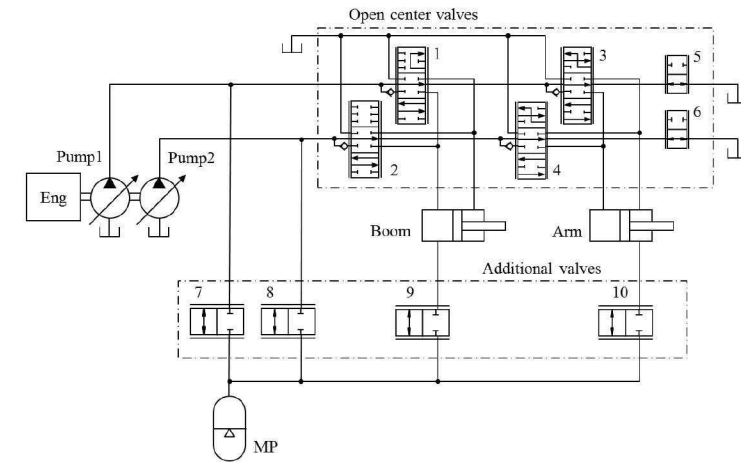 Open center valves
1
3
5
6
Pump1
Pump2
2
4
Eng
Boom
Arm
Additional valves
7
8
9
10
MP